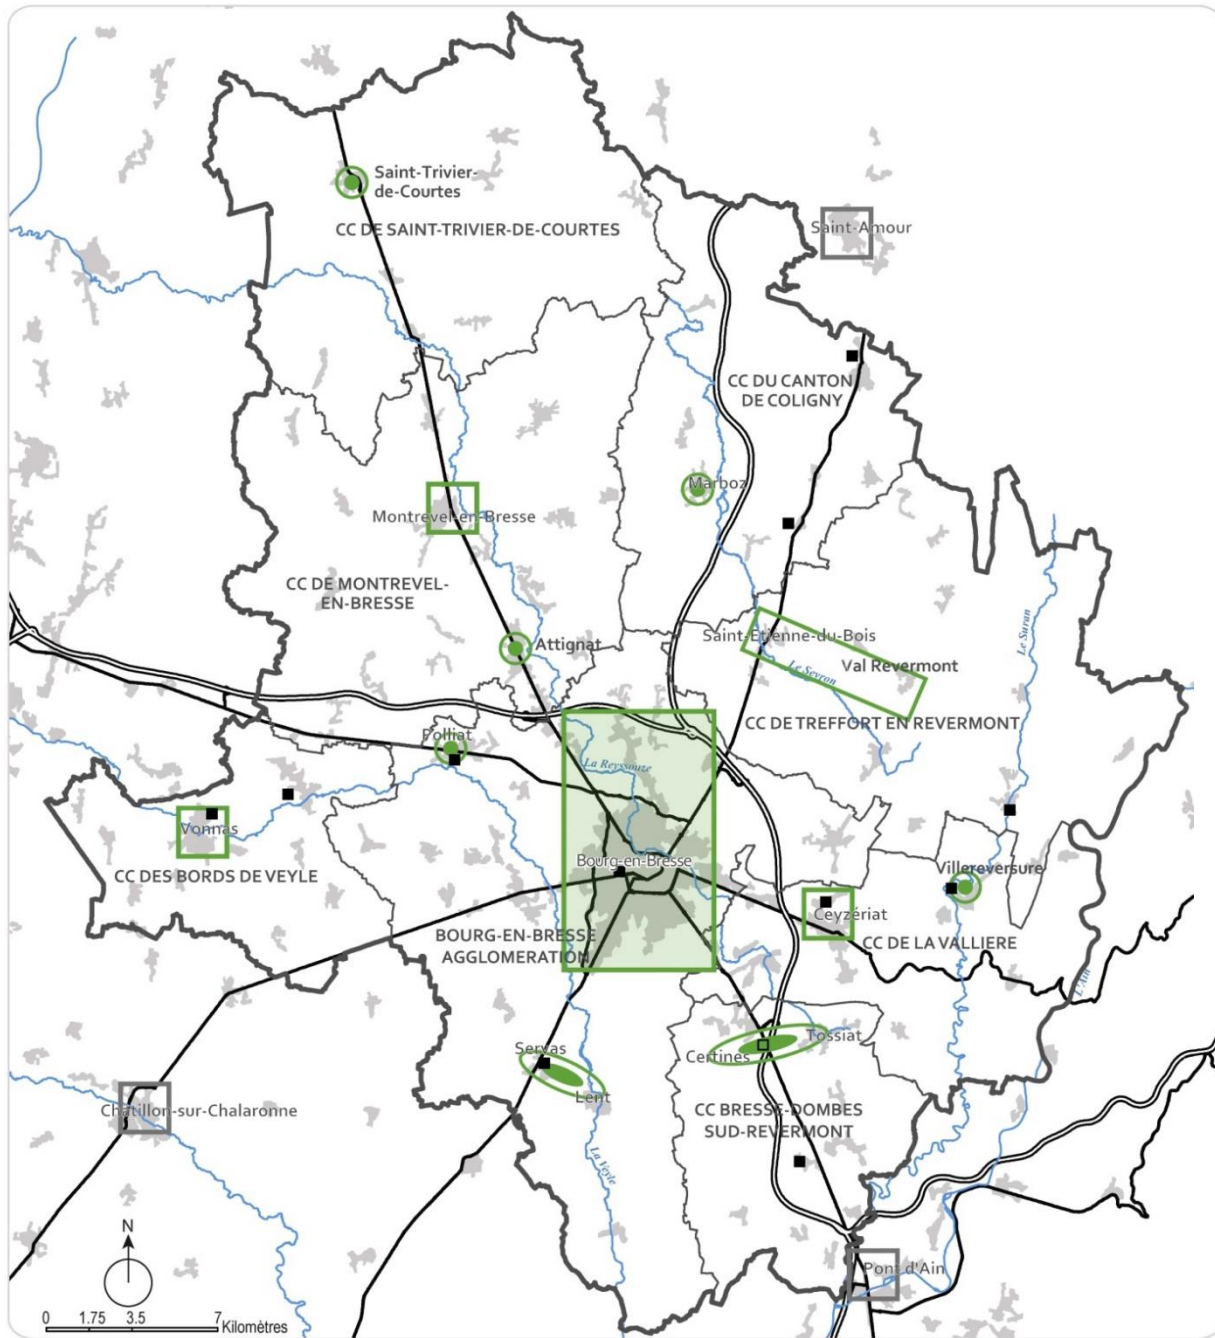 Saint-Trivier-
de-Courtes
CC DE SAINT-TRIVIER-DE-COURTES
Saint-Amour
CC DU CANTON
DE COLIGNY
Marboz
Montrevel-en-Bresse
CC DE MONTREVEL-
EN-BRESSE
Attignat
Saint-Etienne-du-Bois
Le Suran
Val Revermont
Le Sevron
CC DE TREFFORT EN REVERMONT
Polliat
La Reyssouze
Vonnas
CC DES BORDS DE VEYLE
Bourg-en-Bresse
Villereversure
Ceyzériat
BOURG-EN-BRESSE
AGGLOMERATION
CC DE LA VALLIERE
L'Ain
Servas
Lent
Certines
Tossiat
Châtillon-sur-Chalaronne
CC BRESSE-DOMBES
SUD-REVERMONT
La Veyle
N
Pont d'Ain
0 1.75 3.5 7
Kilomètres